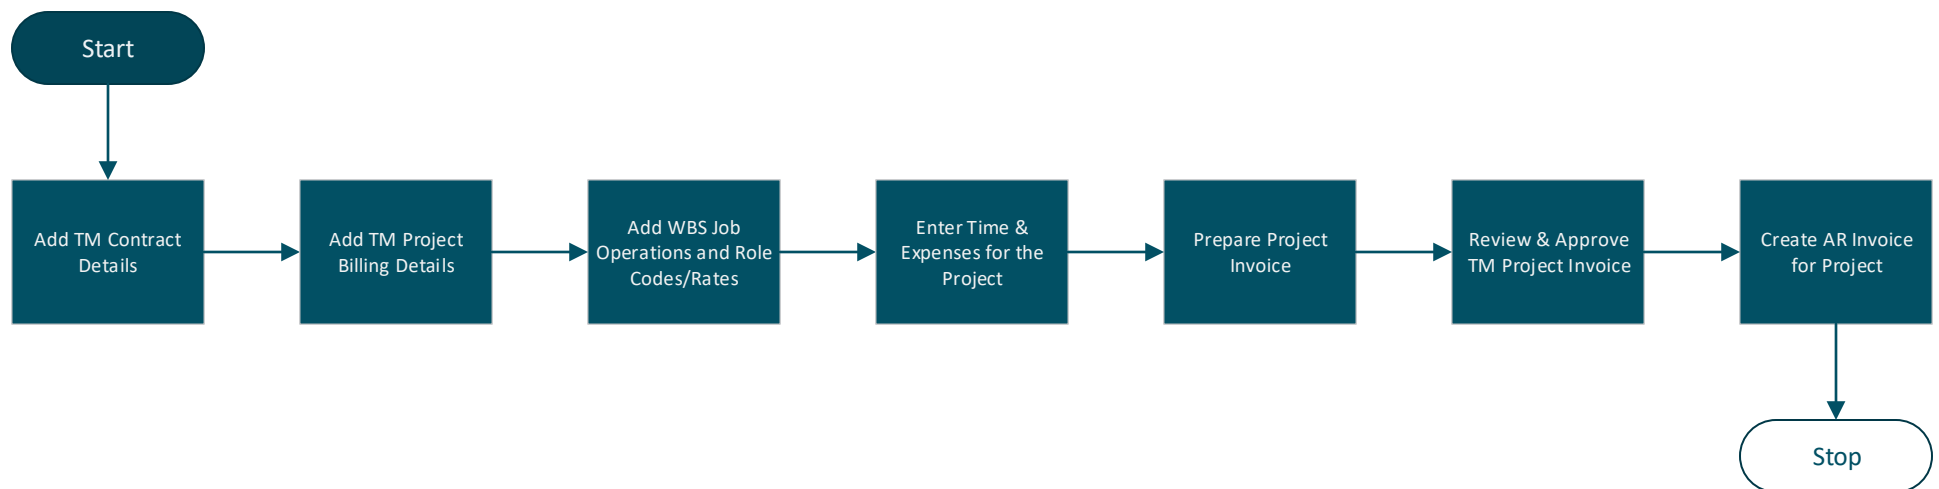 Start
Add TM Contract
Details
Add TM Project
Billing Details
Add WBS Job
Operations and Role
Codes/Rates
Enter Time &
Expenses for the
Project
Prepare Project
Invoice
Review & Approve
TM Project Invoice
Create AR Invoice
for Project
Stop